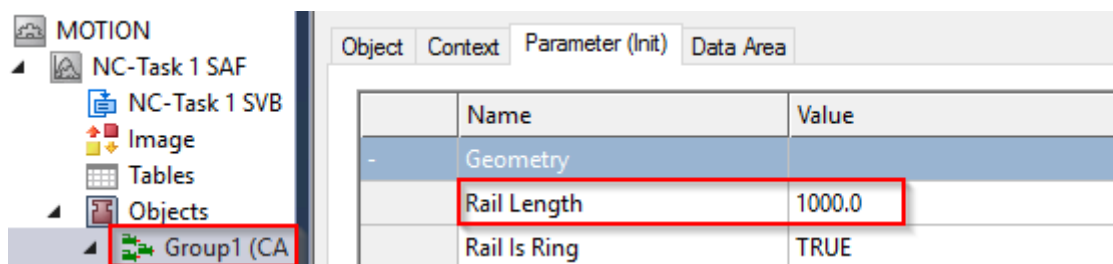 MOTION
NC-Task 1 SAF
NC-Task 1 SVB
Image
Tables
Objects
Group1 (CA
Object Context Parameter (Init) Data Area
Name Value
- Geometry
Rail Length 1000.0
Rail Is Ring TRUE